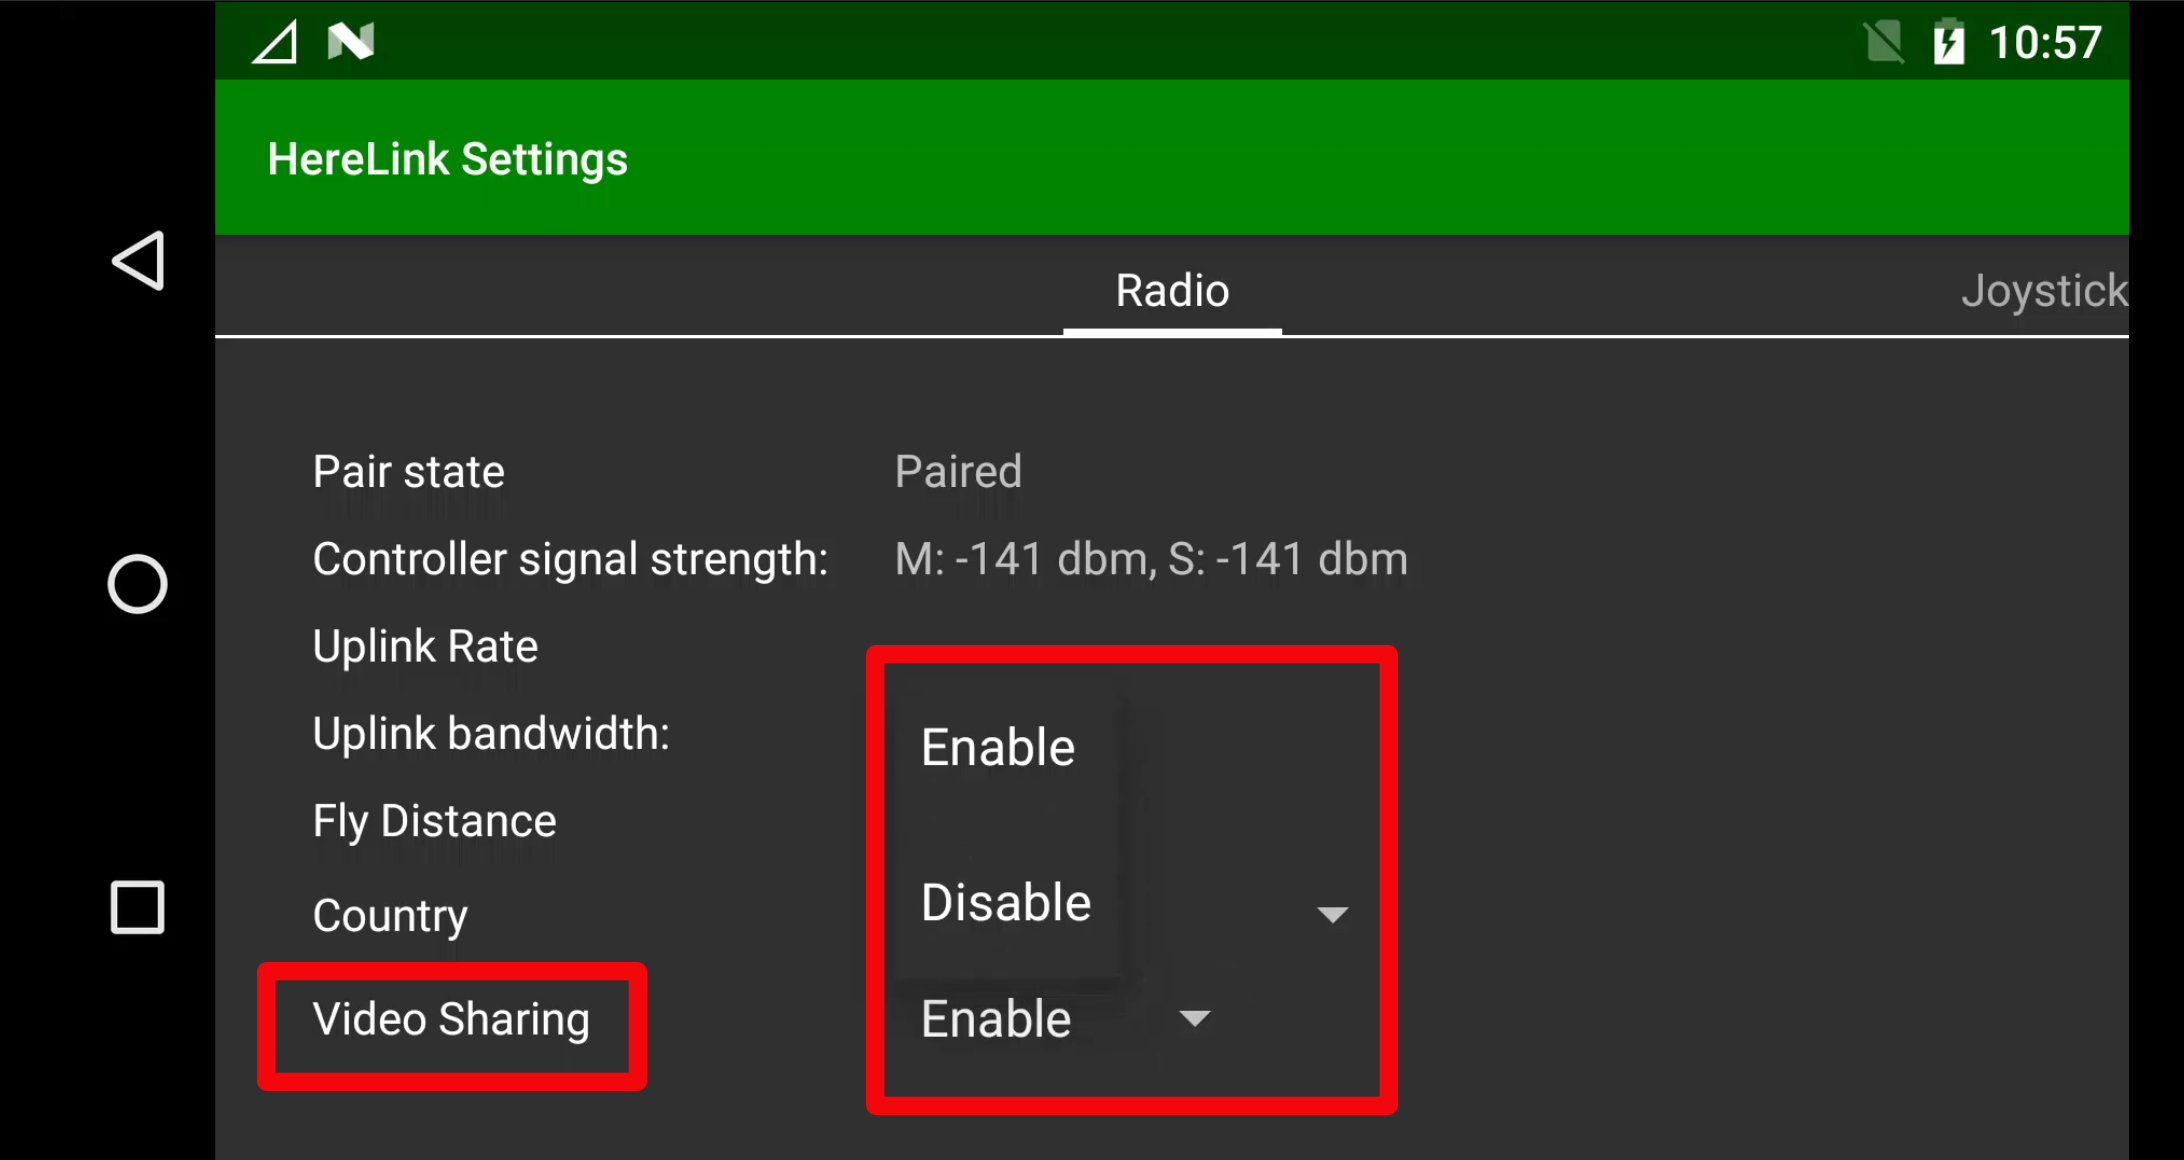 10:57
HereLink Settings
Radio Joystick
Pair state Paired
Controller signal strength: M: -141 dbm, S: -141 dbm
Uplink Rate
Uplink bandwidth: Enable
Fly Distance
Country Disable
Video Sharing Enable